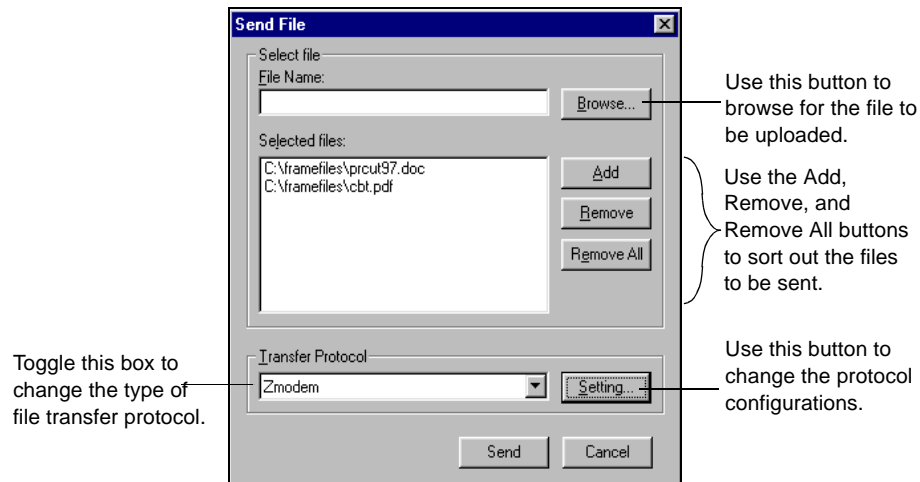 Send File
Select file
File Name:
Browse...
Use this button to
browse for the file to
be uploaded.
Selected files:
C:\framefiles\prcut97.doc
C:\framefiles\cbt.pdf
Add
Remove
Remove All
Use the Add,
Remove, and
Remove All buttons
to sort out the files
to be sent.
Toggle this box to
change the type of
file transfer protocol.
Transfer Protocol
Zmodem
Setting...
Use this button to
change the protocol
configurations.
Send
Cancel